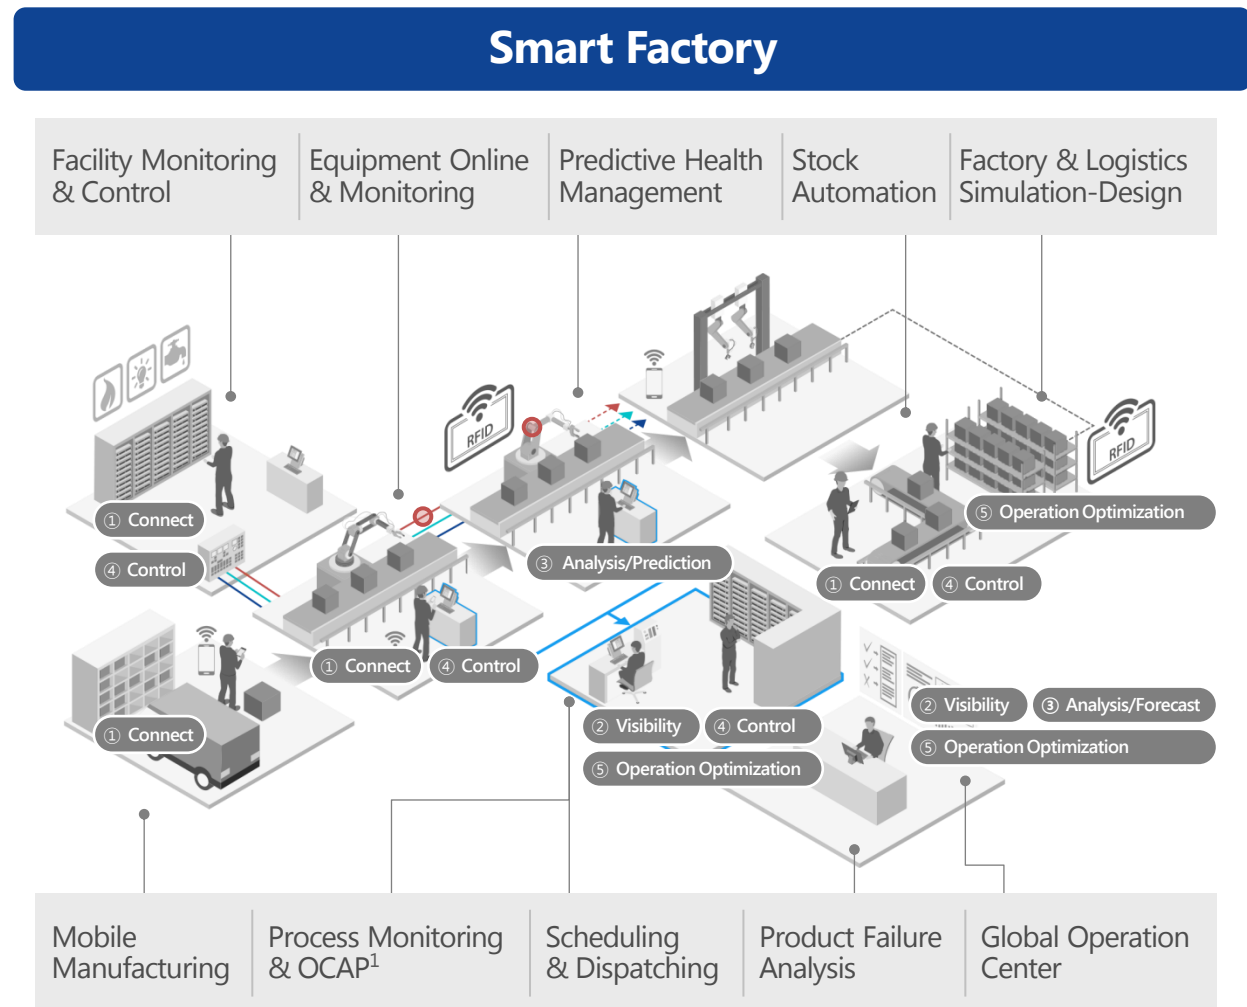 Smart Factory
Facility Monitoring
& Control
Equipment Online
& Monitoring
Predictive Health
Management
Stock
Automation
Factory & Logistics
Simulation-Design
RFID
RFID
① Connect
④ Control
③ Analysis/Prediction
⑤ Operation Optimization
① Connect
④ Control
① Connect
④ Control
① Connect
② Visibility
④ Control
⑤ Operation Optimization
② Visibility
③ Analysis/Forecast
⑤ Operation Optimization
Mobile
Manufacturing
Process Monitoring
& OCAP¹
Scheduling
& Dispatching
Product Failure
Analysis
Global Operation
Center